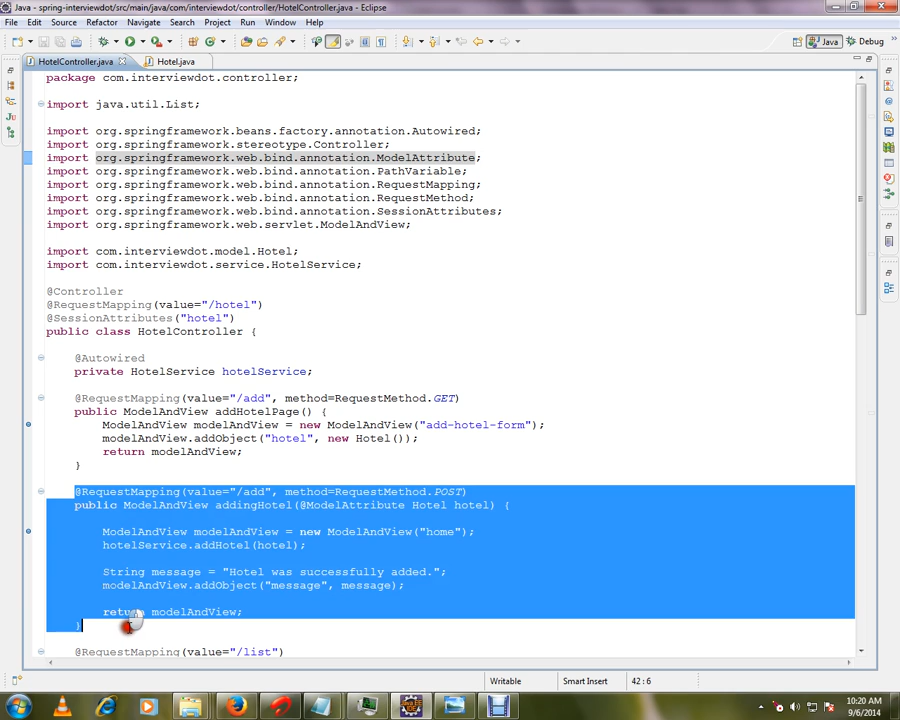 Java - spring-interviewdot/src/main/java/com/interviewdot/controller/HotelController.java - Eclipse
File Edit Source Refactor Navigate Search Project Run Window Help
Java Debug
HotelController.java Hotel.java
package com.interviewdot.controller;
import java.util.List;
import org.springframework.beans.factory.annotation.Autowired;
import org.springframework.stereotype.Controller;
import org.springframework.web.bind.annotation.ModelAttribute;
import org.springframework.web.bind.annotation.PathVariable;
import org.springframework.web.bind.annotation.RequestMapping;
import org.springframework.web.bind.annotation.RequestMethod;
import org.springframework.web.bind.annotation.SessionAttributes;
import org.springframework.web.servlet.ModelAndView;
import com.interviewdot.model.Hotel;
import com.interviewdot.service.HotelService;
@Controller
@RequestMapping(value="/hotel")
@SessionAttributes("hotel")
public class HotelController {
@Autowired
private HotelService hotelService;
@RequestMapping(value="/add", method=RequestMethod.GET)
public ModelAndView addHotelPage() {
ModelAndView modelAndView = new ModelAndView("add-hotel-form");
modelAndView.addObject("hotel", new Hotel());
return modelAndView;
}
@RequestMapping(value="/add", method=RequestMethod.POST)
public ModelAndView addingHotel(@ModelAttribute Hotel hotel) {
ModelAndView modelAndView = new ModelAndView("home");
hotelService.addHotel(hotel);
String message = "Hotel was successfully added.";
modelAndView.addObject("message", message);
return modelAndView;
}
@RequestMapping(value="/list")
Writable Smart Insert 42 : 6
10:20 AM
9/6/2014